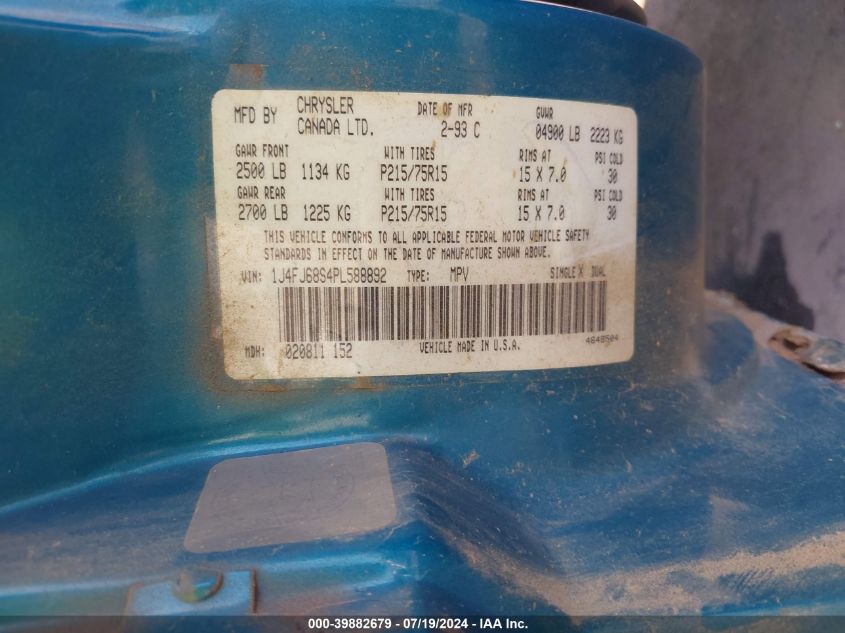 MFD BY CHRYSLER CANADA LTD. DATE OF MFR 2-93 C GVWR 04900 LB 2223 KG
GAWR FRONT WITH TIRES RIMS AT PSI COLD
2500 LB 1134 KG P215/75R15 15 X 7.0 30
GAWR REAR WITH TIRES RIMS AT PSI COLD
2700 LB 1225 KG P215/75R15 15 X 7.0 30
THIS VEHICLE CONFORMS TO ALL APPLICABLE FEDERAL MOTOR VEHICLE SAFETY
STANDARDS IN EFFECT ON THE DATE OF MANUFACTURE SHOWN ABOVE.
VIN: 1J4FJ68S4PL588892 TYPE: MPV SINGLE X DUAL
MDH: 020811 152 VEHICLE MADE IN U.S.A. 4648504
000-39882679 - 07/19/2024 - IAA Inc.